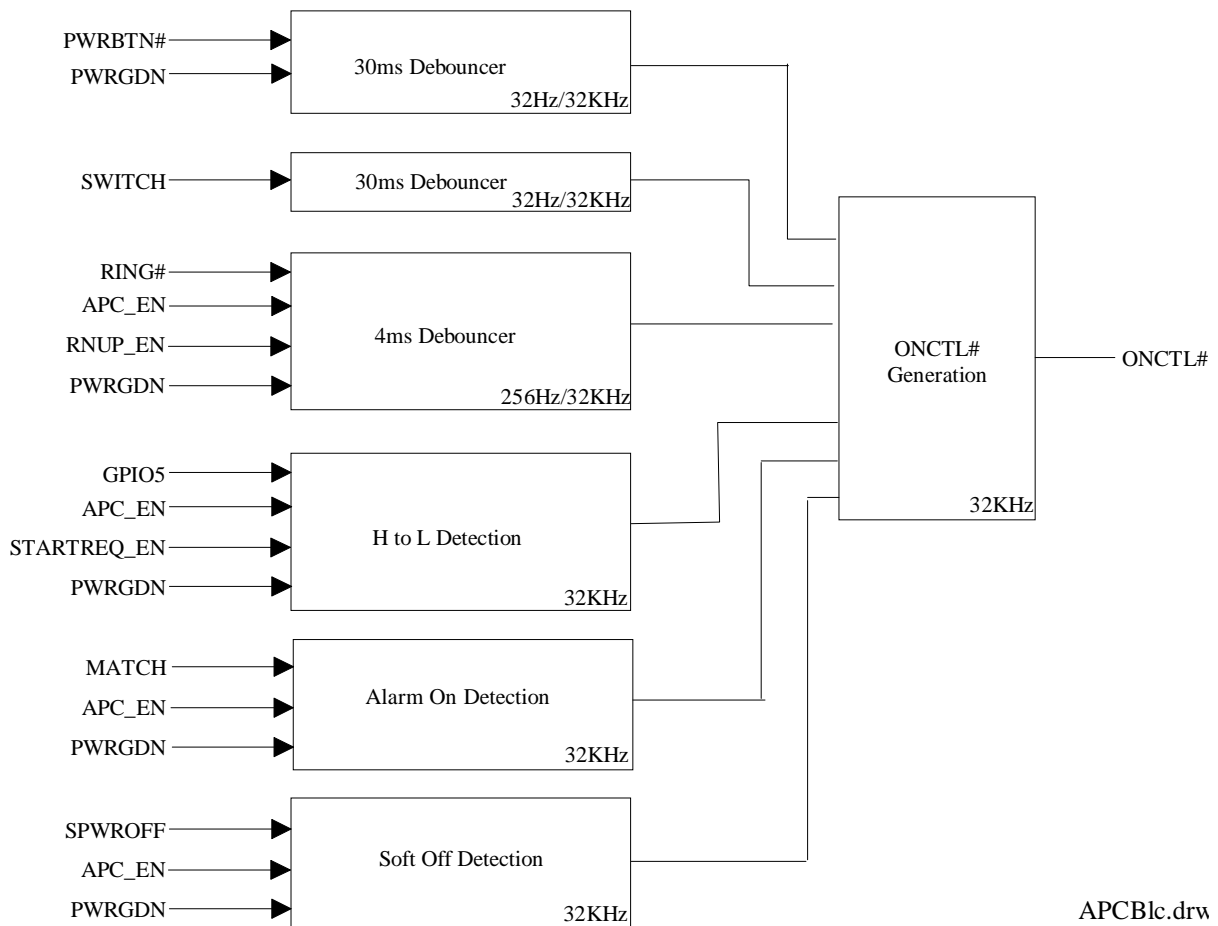 PWRBTN#
PWRGDN
30ms Debouncer
32Hz/32KHz
SWITCH
30ms Debouncer
32Hz/32KHz
RING#
APC_EN
RNUP_EN
PWRGDN
4ms Debouncer
256Hz/32KHz
GPIO5
APC_EN
STARTREQ_EN
PWRGDN
H to L Detection
32KHz
MATCH
APC_EN
PWRGDN
Alarm On Detection
32KHz
SPWROFF
APC_EN
PWRGDN
Soft Off Detection
32KHz
ONCTL#
Generation
32KHz
ONCTL#
APCBlc.drw